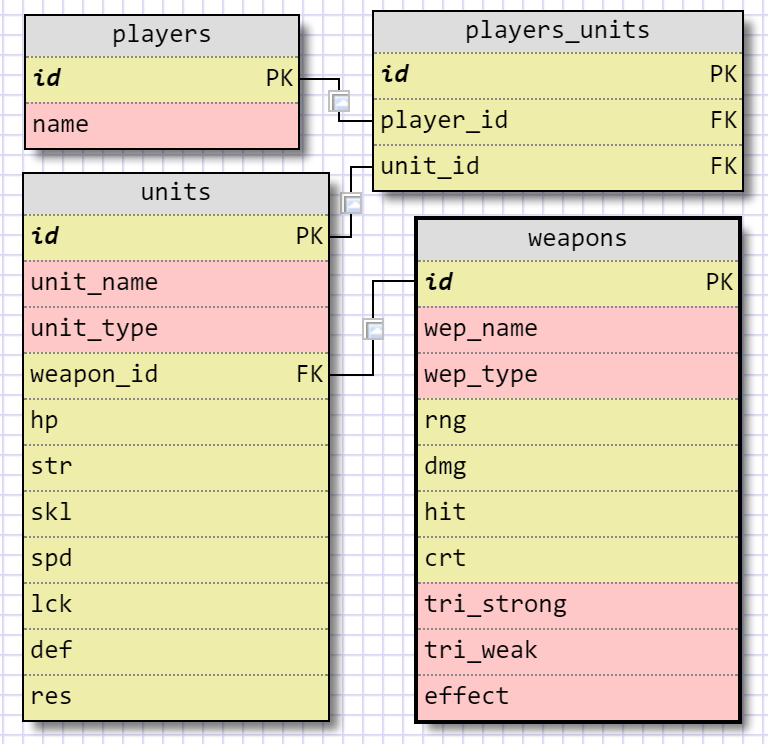 players
id PK
name
players_units
id PK
player_id FK
unit_id FK
units
id PK
unit_name
unit_type
weapon_id FK
hp
str
skl
spd
lck
def
res
weapons
id PK
wep_name
wep_type
rng
dmg
hit
crt
tri_strong
tri_weak
effect